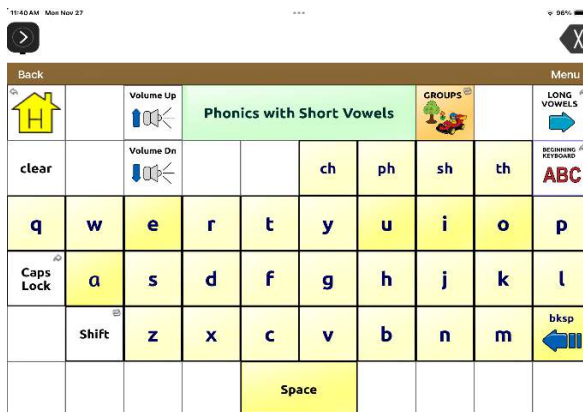 11:40 AM Mon Nov 27
96%
Back
Menu
H
Volume Up
Phonics with Short Vowels
GROUPS
LONG
VOWELS
clear
Volume Dn
ch
ph
sh
th
BEGINNING
KEYBOARD
ABC
q
w
e
r
t
y
u
i
o
p
Caps
Lock
a
s
d
f
g
h
j
k
l
Shift
z
x
c
v
b
n
m
bksp
Space